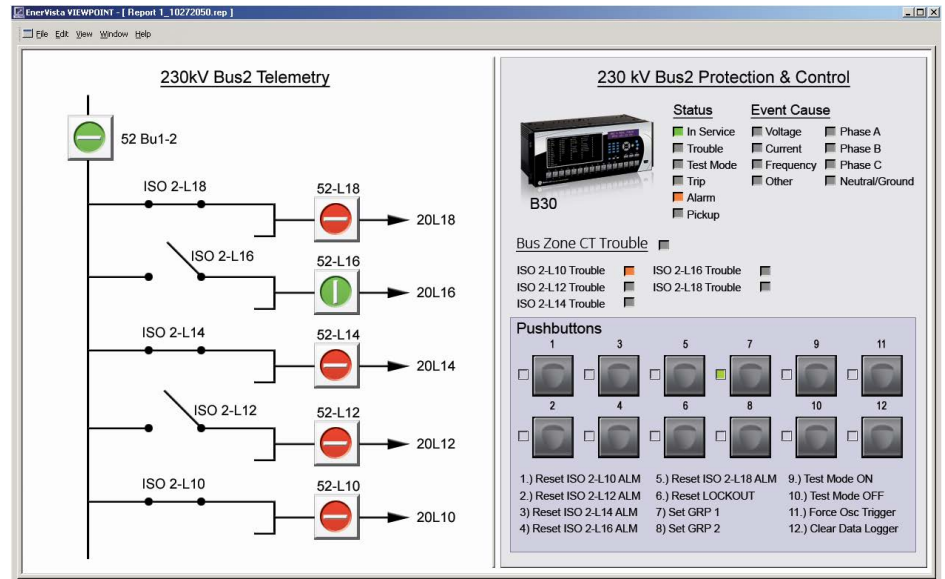 EnerVista VIEWPOINT - [ Report 1_10272050.rep ]
File Edit View Window Help
230kV Bus2 Telemetry
52 Bu1-2
ISO 2-L18
52-L18
20L18
ISO 2-L16
52-L16
20L16
ISO 2-L14
52-L14
20L14
ISO 2-L12
52-L12
20L12
ISO 2-L10
52-L10
20L10
230 kV Bus2 Protection & Control
B30
Status
In Service
Trouble
Test Mode
Trip
Alarm
Pickup
Event Cause
Voltage
Current
Frequency
Other
Phase A
Phase B
Phase C
Neutral/Ground
Bus Zone CT Trouble
ISO 2-L10 Trouble
ISO 2-L12 Trouble
ISO 2-L14 Trouble
ISO 2-L16 Trouble
ISO 2-L18 Trouble
Pushbuttons
1 3 5 7 9 11
2 4 6 8 10 12
1.) Reset ISO 2-L10 ALM
2.) Reset ISO 2-L12 ALM
3) Reset ISO 2-L14 ALM
4) Reset ISO 2-L16 ALM
5.) Reset ISO 2-L18 ALM
6.) Reset LOCKOUT
7) Set GRP 1
8) Set GRP 2
9.) Test Mode ON
10.) Test Mode OFF
11.) Force Osc Trigger
12.) Clear Data Logger